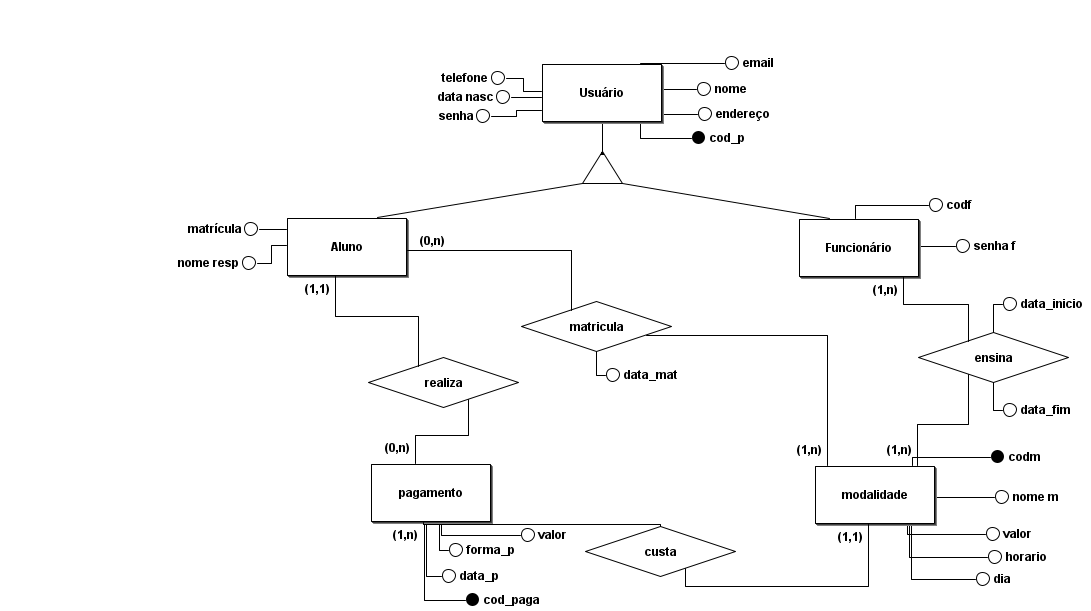 email
telefone
Usuário
nome
data nasc
senha
endereço
cod_p
codf
matrícula
Aluno
(0,n)
Funcionário
senha f
nome resp
(1,1)
(1,n)
data_inicio
matricula
ensina
realiza
data_mat
data_fim
(0,n)
(1,n)
(1,n)
codm
pagamento
modalidade
nome m
(1,n)
valor
(1,1)
valor
forma_p
custa
horario
data_p
dia
cod_paga